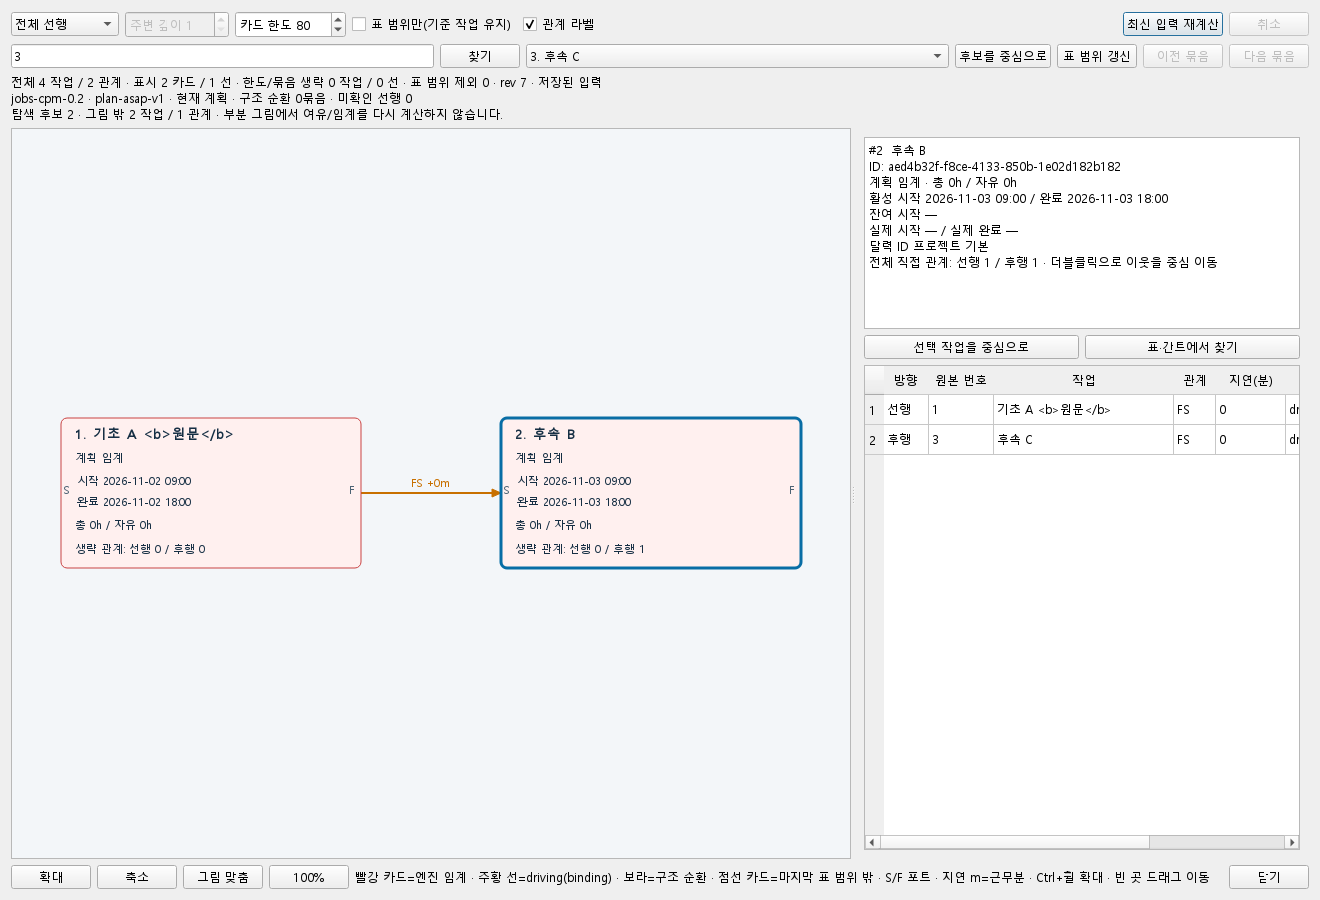 전체 선행 주변 깊이 1 카드 한도 80 표 범위만(기준 작업 유지) 관계 라벨 최신 입력 재계산 취소
3 찾기 3. 후속 C 후보를 중심으로 표 범위 갱신 이전 묶음 다음 묶음
전체 4 작업 / 2 관계 · 표시 2 카드 / 1 선 · 한도/묶음 생략 0 작업 / 0 선 · 표 범위 제외 0 · rev 7 · 저장된 입력
jobs-cpm-0.2 · plan-asap-v1 · 현재 계획 · 구조 순환 0묶음 · 미확인 선행 0
탐색 후보 2 · 그림 밖 2 작업 / 1 관계 · 부분 그림에서 여유/임계를 다시 계산하지 않습니다.
1. 기초 A <b>원문</b>
계획 임계
시작 2026-11-02 09:00
S
F
완료 2026-11-02 18:00
총 0h / 자유 0h
생략 관계: 선행 0 / 후행 0
FS +0m
2. 후속 B
계획 임계
시작 2026-11-03 09:00
S
F
완료 2026-11-03 18:00
총 0h / 자유 0h
생략 관계: 선행 0 / 후행 1
#2 후속 B
ID: aed4b32f-f8ce-4133-850b-1e02d182b182
계획 임계 · 총 0h / 자유 0h
활성 시작 2026-11-03 09:00 / 완료 2026-11-03 18:00
잔여 시작 —
실제 시작 — / 실제 완료 —
달력 ID 프로젝트 기본
전체 직접 관계: 선행 1 / 후행 1 · 더블클릭으로 이웃을 중심 이동
선택 작업을 중심으로 표·간트에서 찾기
방향 원본 번호 작업 관계 지연(분)
1 선행 1 기초 A <b>원문</b> FS 0 dr
2 후행 3 후속 C FS 0 dr
확대 축소 그림 맞춤 100% 빨강 카드=엔진 임계 · 주황 선=driving(binding) · 보라=구조 순환 · 점선 카드=마지막 표 범위 밖 · S/F 포트 · 지연 m=근무분 · Ctrl+휠 확대 · 빈 곳 드래그 이동 닫기